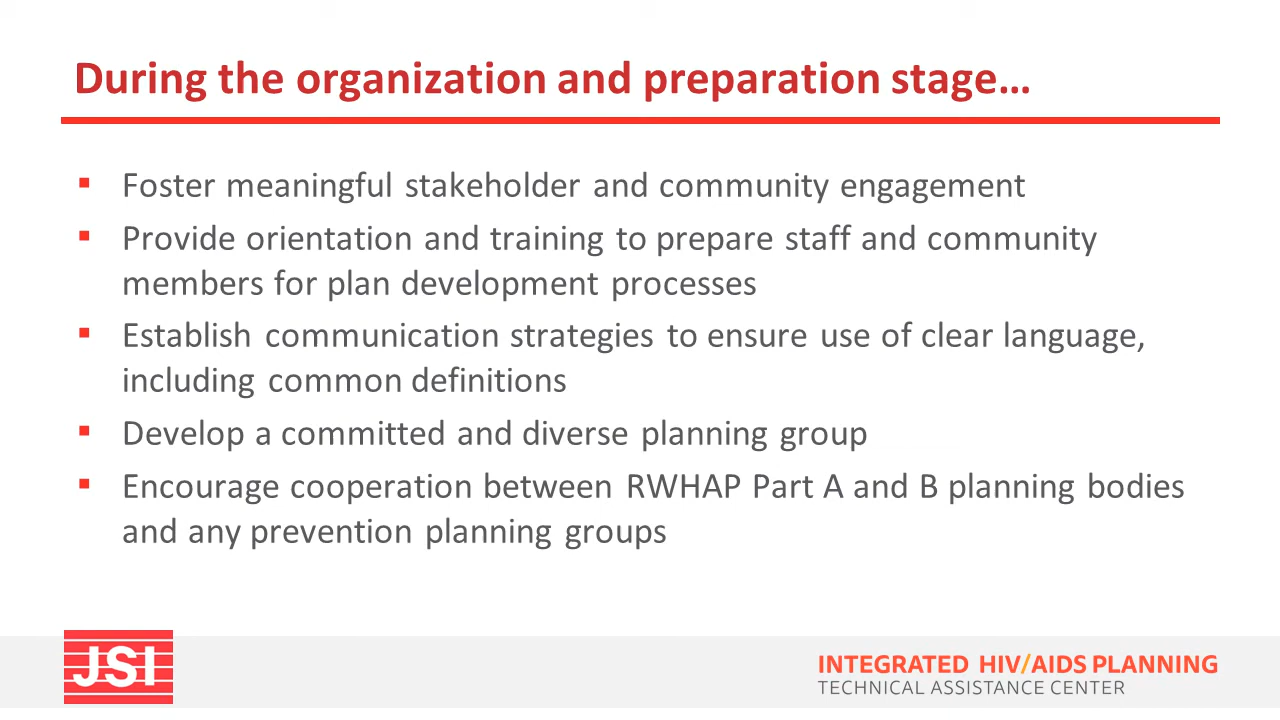 During the organization and preparation stage…
Foster meaningful stakeholder and community engagement
Provide orientation and training to prepare staff and community
members for plan development processes
Establish communication strategies to ensure use of clear language,
including common definitions
Develop a committed and diverse planning group
Encourage cooperation between RWHAP Part A and B planning bodies
and any prevention planning groups
JSI
INTEGRATED HIV/AIDS PLANNING
TECHNICAL ASSISTANCE CENTER